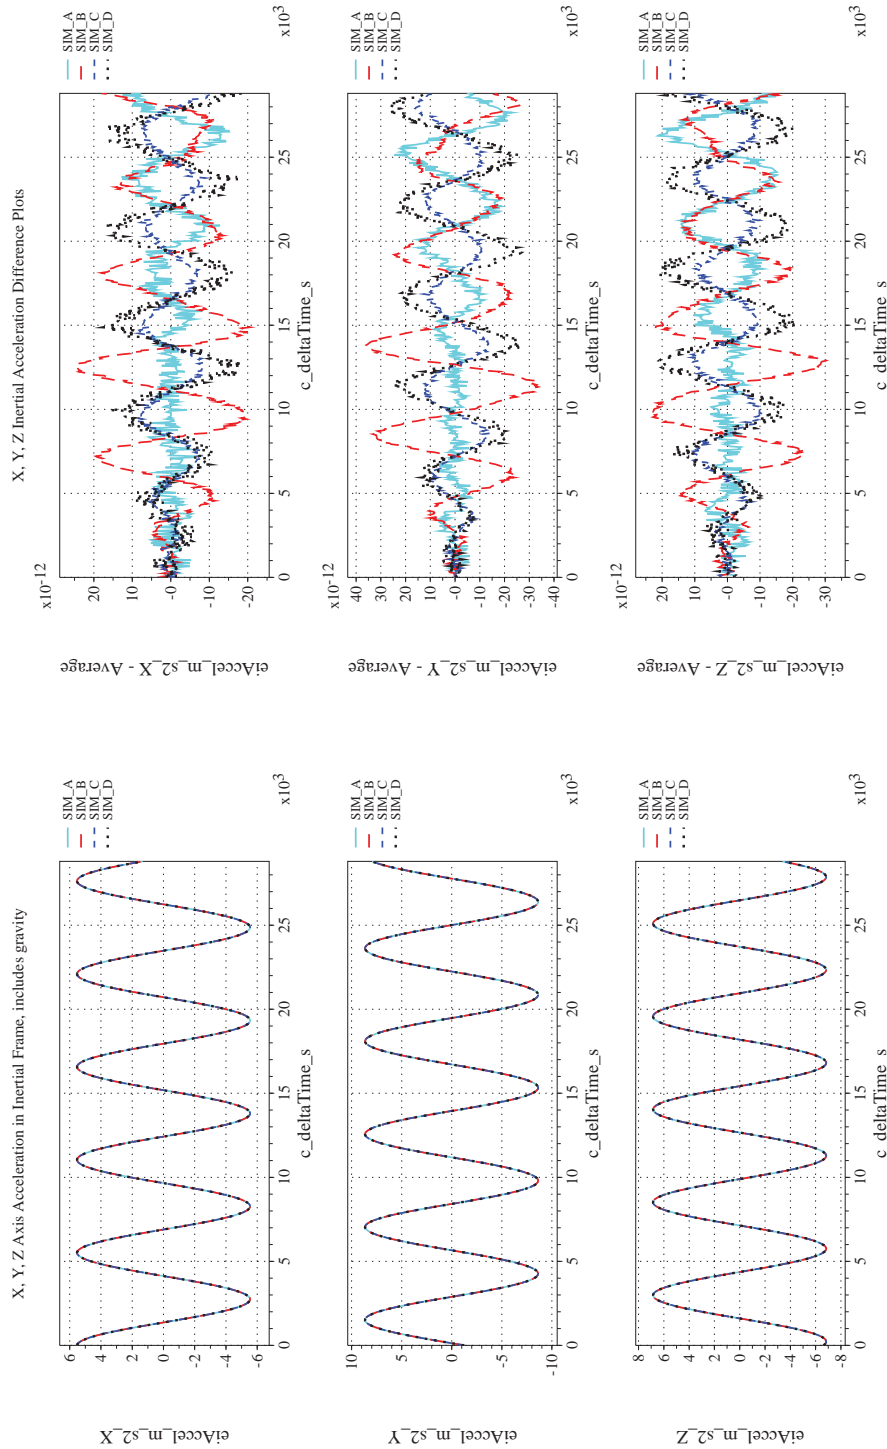 X, Y, Z Axis Acceleration in Inertial Frame, includes gravity
eiAccel_m_s2_X
6
4
2
0
-2
-4
-6
0 5 10 15 20 25
x10^3
c_deltaTime_s
SIM_A
SIM_B
SIM_C
SIM_D
eiAccel_m_s2_Y
10
5
0
-5
-10
0 5 10 15 20 25
x10^3
c_deltaTime_s
SIM_A
SIM_B
SIM_C
SIM_D
eiAccel_m_s2_Z
8
6
4
2
0
-2
-4
-6
-8
0 5 10 15 20 25
x10^3
c_deltaTime_s
SIM_A
SIM_B
SIM_C
SIM_D
X, Y, Z Inertial Acceleration Difference Plots
eiAccel_m_s2_X - Average
x10^-12
20
10
0
-10
-20
0 5 10 15 20 25
x10^3
c_deltaTime_s
SIM_A
SIM_B
SIM_C
SIM_D
eiAccel_m_s2_Y - Average
x10^-12
40
30
20
10
0
-10
-20
-30
-40
0 5 10 15 20 25
x10^3
c_deltaTime_s
SIM_A
SIM_B
SIM_C
SIM_D
eiAccel_m_s2_Z - Average
x10^-12
20
10
0
-10
-20
-30
0 5 10 15 20 25
x10^3
c_deltaTime_s
SIM_A
SIM_B
SIM_C
SIM_D